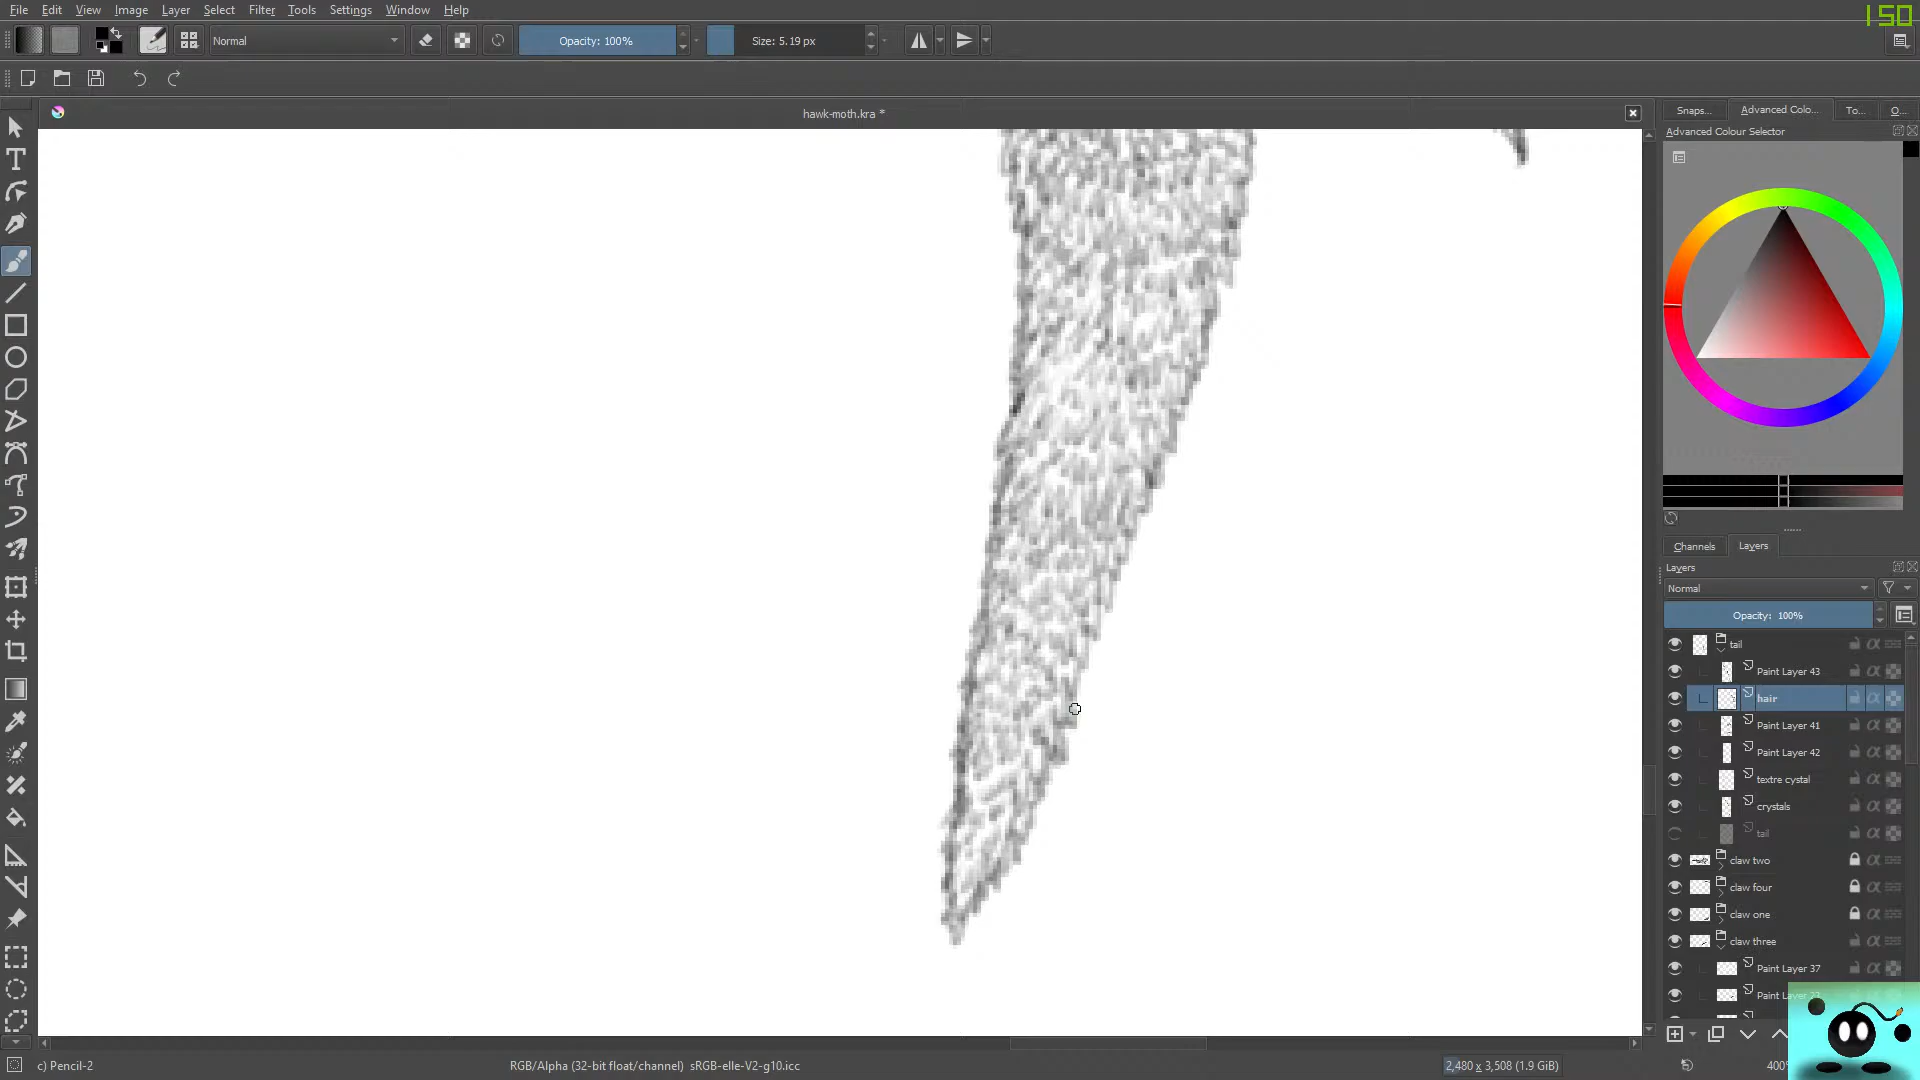 File Edit View Image Layer Select Filter Tools Settings Window Help
150
Normal
Opacity: 100%
Size: 5.19 px
hawk-moth.kra *
Snaps...
Advanced Colo...
To...
O...
Advanced Colour Selector
Channels
Layers
Layers
Normal
Opacity: 100%
tail
Paint Layer 43
hair
Paint Layer 41
Paint Layer 42
textre cystal
crystals
tail
claw two
claw four
claw one
claw three
Paint Layer 37
Paint Layer
c) Pencil-2
RGB/Alpha (32-bit float/channel) sRGB-elle-V2-g10.icc
2,480 x 3,508 (1.9 GiB)
400%